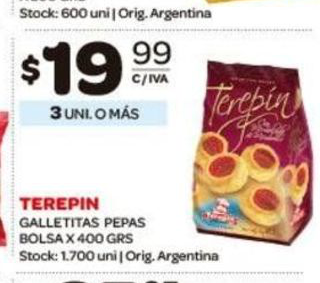 Stock: 600 uni | Orig. Argentina
$19 99
C/IVA
3 UNI. O MÁS
Terepín
TEREPIN
GALLETITAS PEPAS
BOLSA X 400 GRS
Stock: 1.700 uni | Orig. Argentina